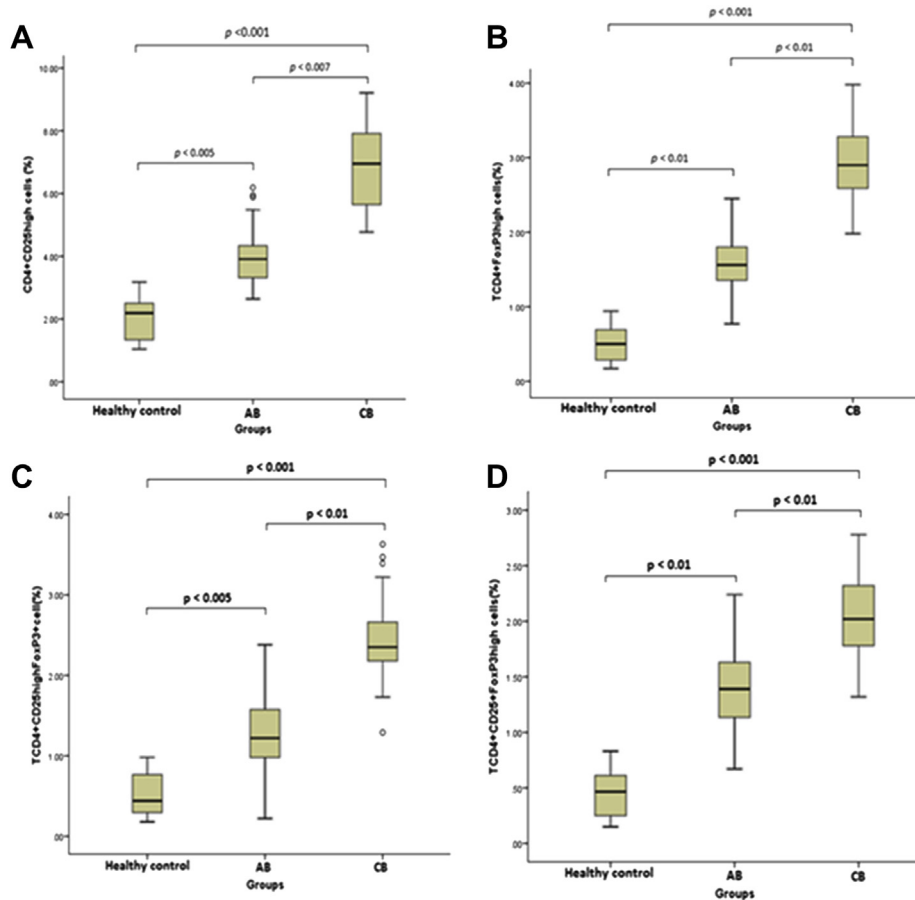 A
p <0.001
p < 0.007
p < 0.005
10.00
8.00
6.00
4.00
2.00
.00
CD4+CD25high cells (%)
Healthy control AB CB
Groups
B
p < 0.001
p < 0.01
p < 0.01
4.00
3.00
2.00
1.00
.00
TCD4+FoxP3high cells(%)
Healthy control AB CB
Groups
C
p < 0.001
p < 0.01
p < 0.005
4.00
3.00
2.00
1.00
.00
TCD4+CD25highFoxP3+cell(%)
Healthy control AB CB
Groups
D
p < 0.001
p < 0.01
p < 0.01
3.00
2.50
2.00
1.50
1.00
.50
.00
TCD4+CD25+FoxP3high cells(%)
Healthy control AB CB
Groups